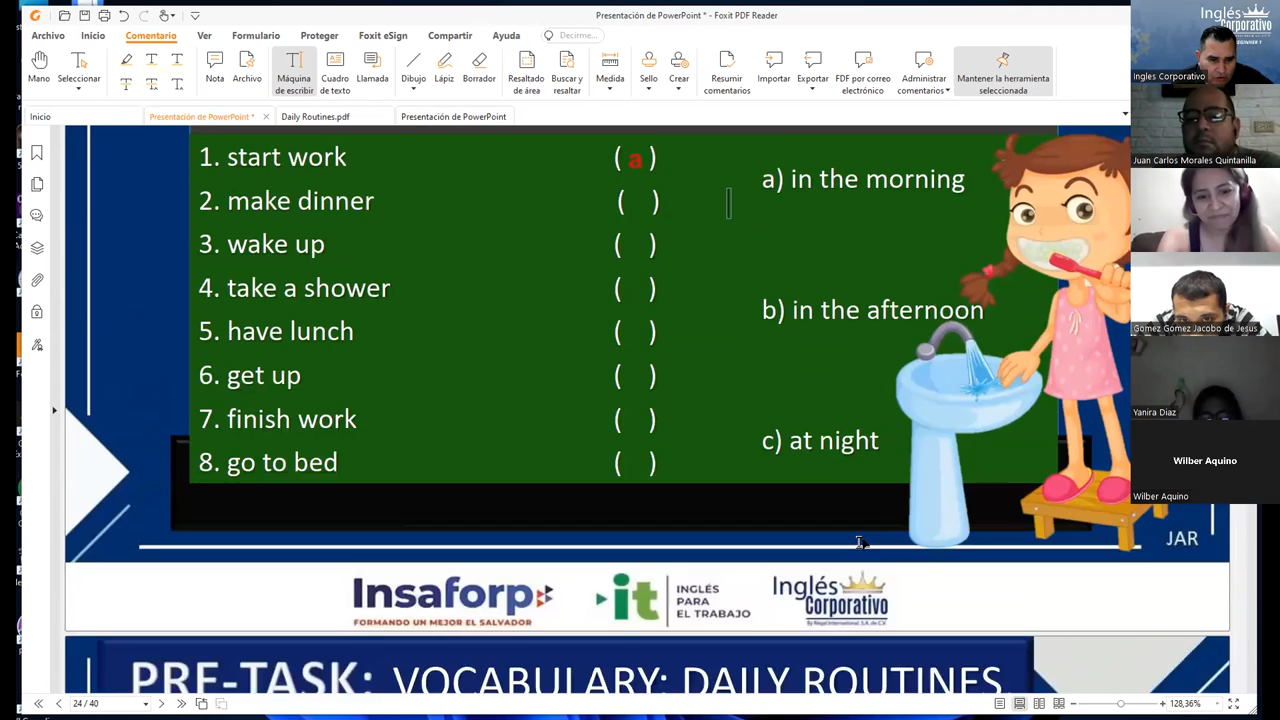 Presentación de PowerPoint * - Foxit PDF Reader
Archivo Inicio Comentario Ver Formulario Proteger Foxit eSign Compartir Ayuda Decirme...
Mano Seleccionar Nota Archivo Máquina de escribir Cuadro de texto Llamada Dibujo Lápiz Borrador Resaltado de área Buscar y resaltar Medida Sello Crear Resumir comentarios Importar Exportar FDF por correo electrónico Administrar comentarios Mantener la herramienta seleccionada
Inicio Presentación de PowerPoint * Daily Routines.pdf Presentación de PowerPoint
1. start work ( a )
2. make dinner ( )
3. wake up ( )
4. take a shower ( )
5. have lunch ( )
6. get up ( )
7. finish work ( )
8. go to bed ( )
a) in the morning
b) in the afternoon
c) at night
JAR
Insaforp
FORMANDO UN MEJOR EL SALVADOR
it
INGLÉS
PARA
EL TRABAJO
Inglés
Corporativo
PRE-TASK: VOCABULARY: DAILY ROUTINES
24 / 40
128,36%
Inglés
Corporativo
Ingles Corporativo
Juan Carlos Morales Quintanilla
Gomez Gomez Jacobo de Jesus
Yanira Diaz
Wilber Aquino
Wilber Aquino